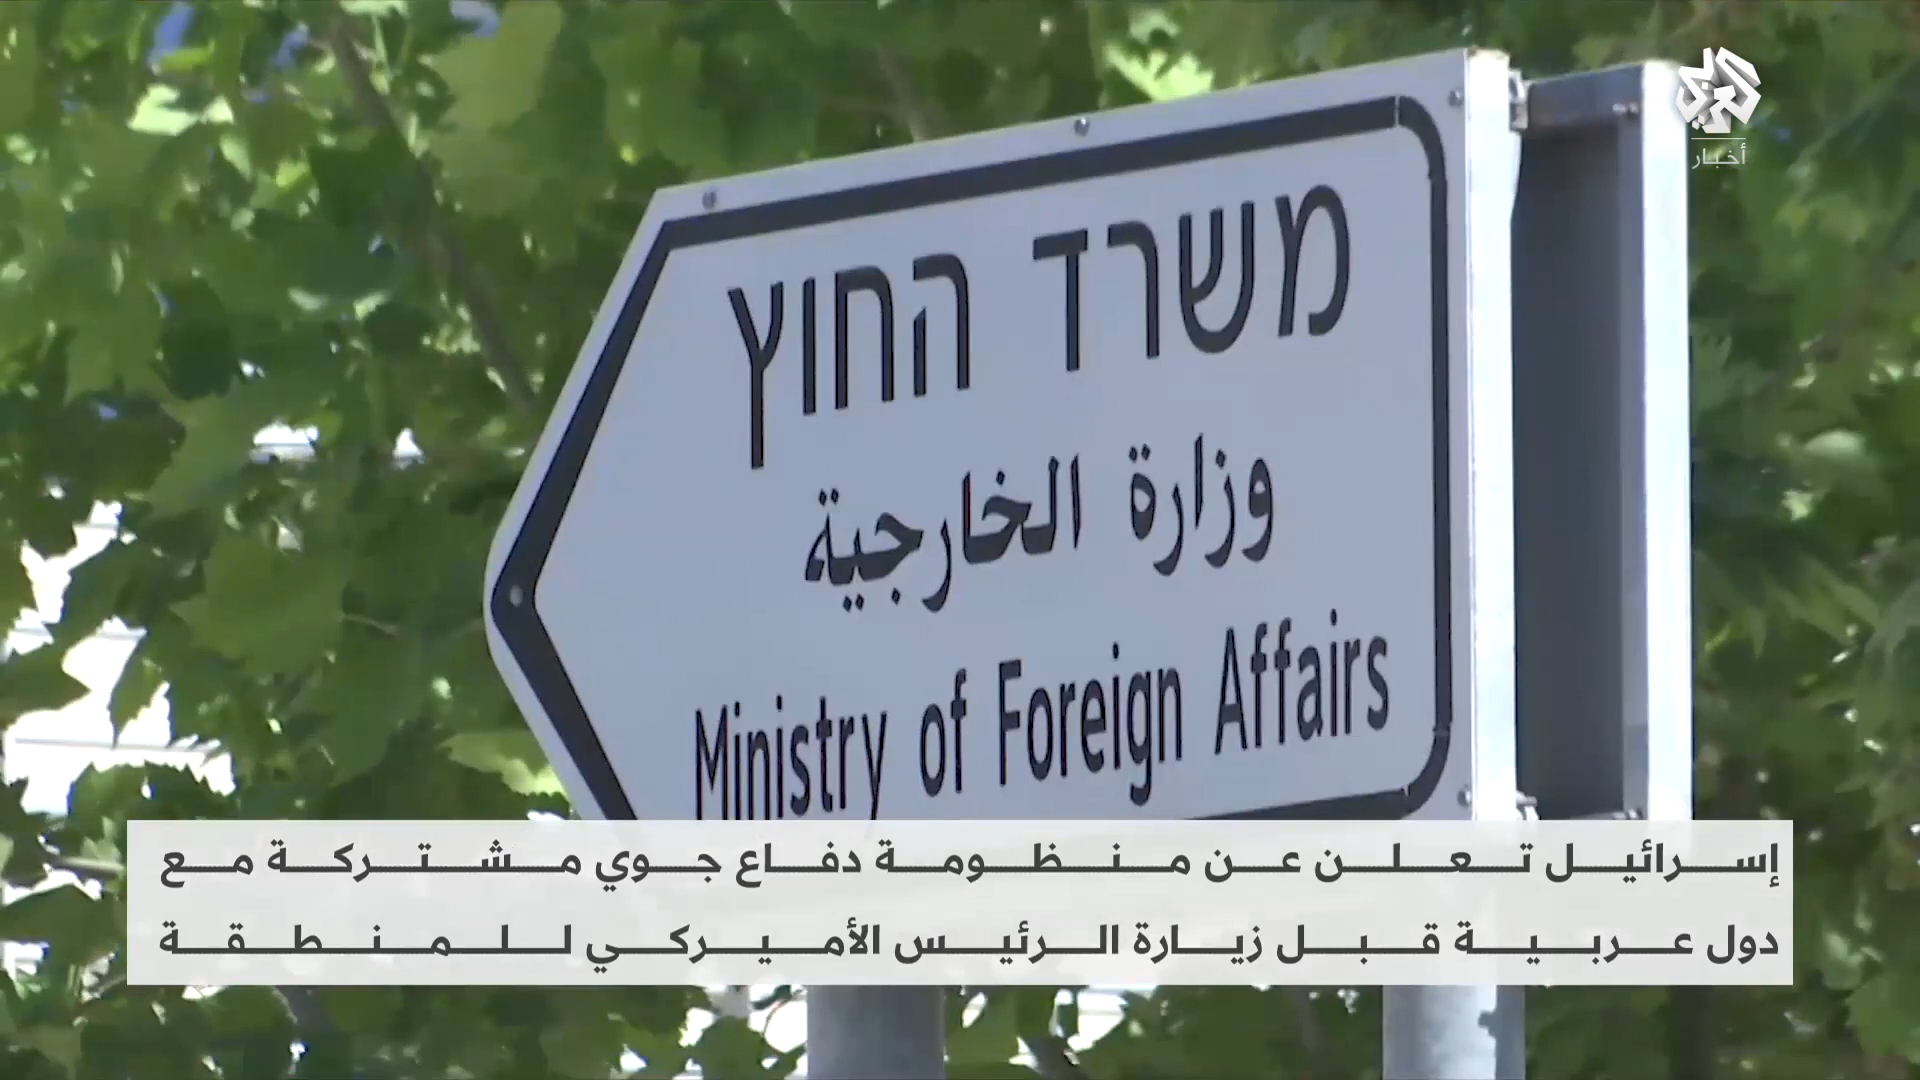 العربي
أخبار
משרד החוץ
وزارة الخارجية
Ministry of Foreign Affairs
إسرائيل تعلن عن منظومة دفاع جوي مشتركة مع
دول عربية قبل زيارة الرئيس الأميركي للمنطقة